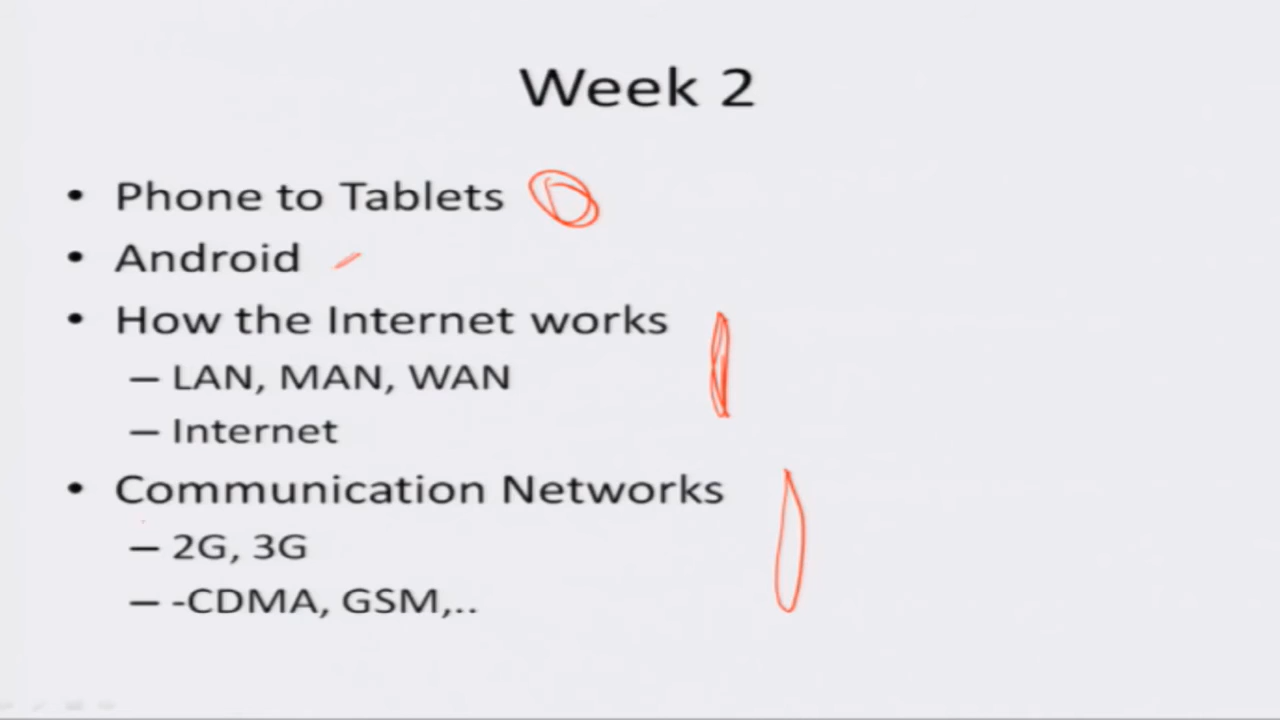 Week 2
• Phone to Tablets
• Android
• How the Internet works
– LAN, MAN, WAN
– Internet
• Communication Networks
– 2G, 3G
– -CDMA, GSM,..